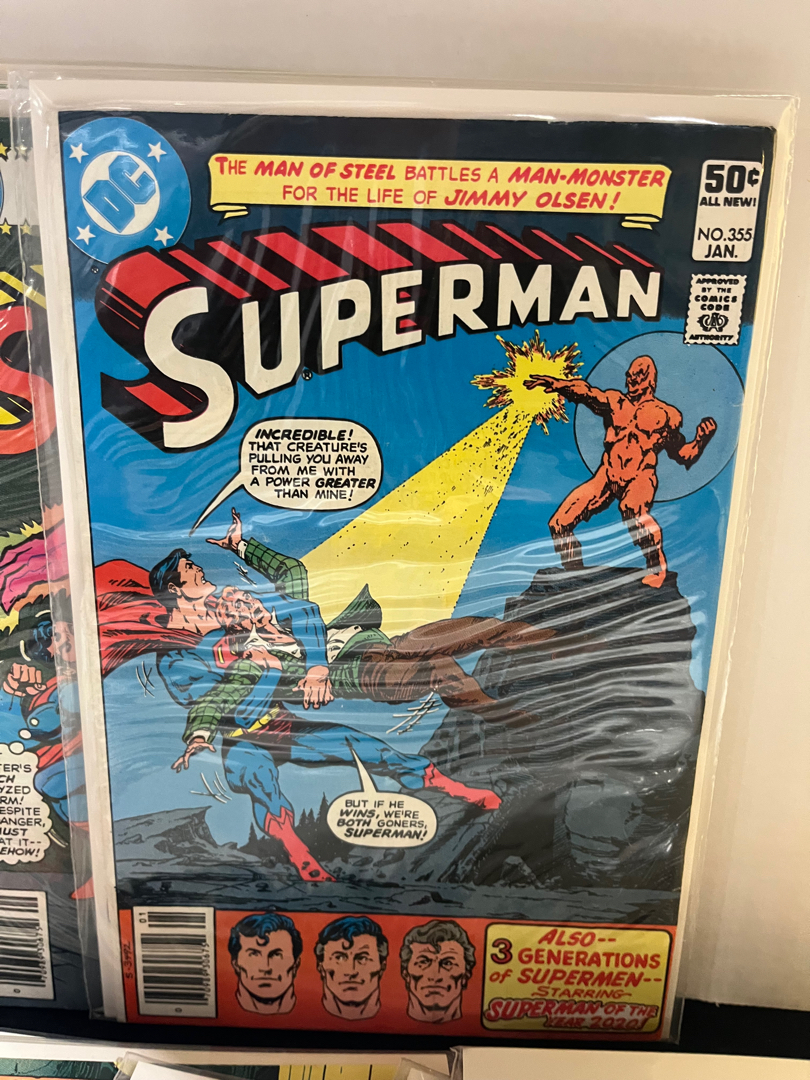 DC
THE MAN OF STEEL BATTLES A MAN-MONSTER
FOR THE LIFE OF JIMMY OLSEN!
50¢
ALL NEW!
NO.355
JAN.
APPROVED
BY THE
COMICS
CODE
AUTHORITY
SUPERMAN
INCREDIBLE!
THAT CREATURE'S
PULLING YOU AWAY
FROM ME WITH
A POWER GREATER
THAN MINE!
BUT IF HE
WINS, WE'RE
BOTH GONERS,
SUPERMAN!
01
ALSO--
3 GENERATIONS
of SUPERMEN--
STARRING
SUPERMAN OF THE
YEAR 2020!
MUST